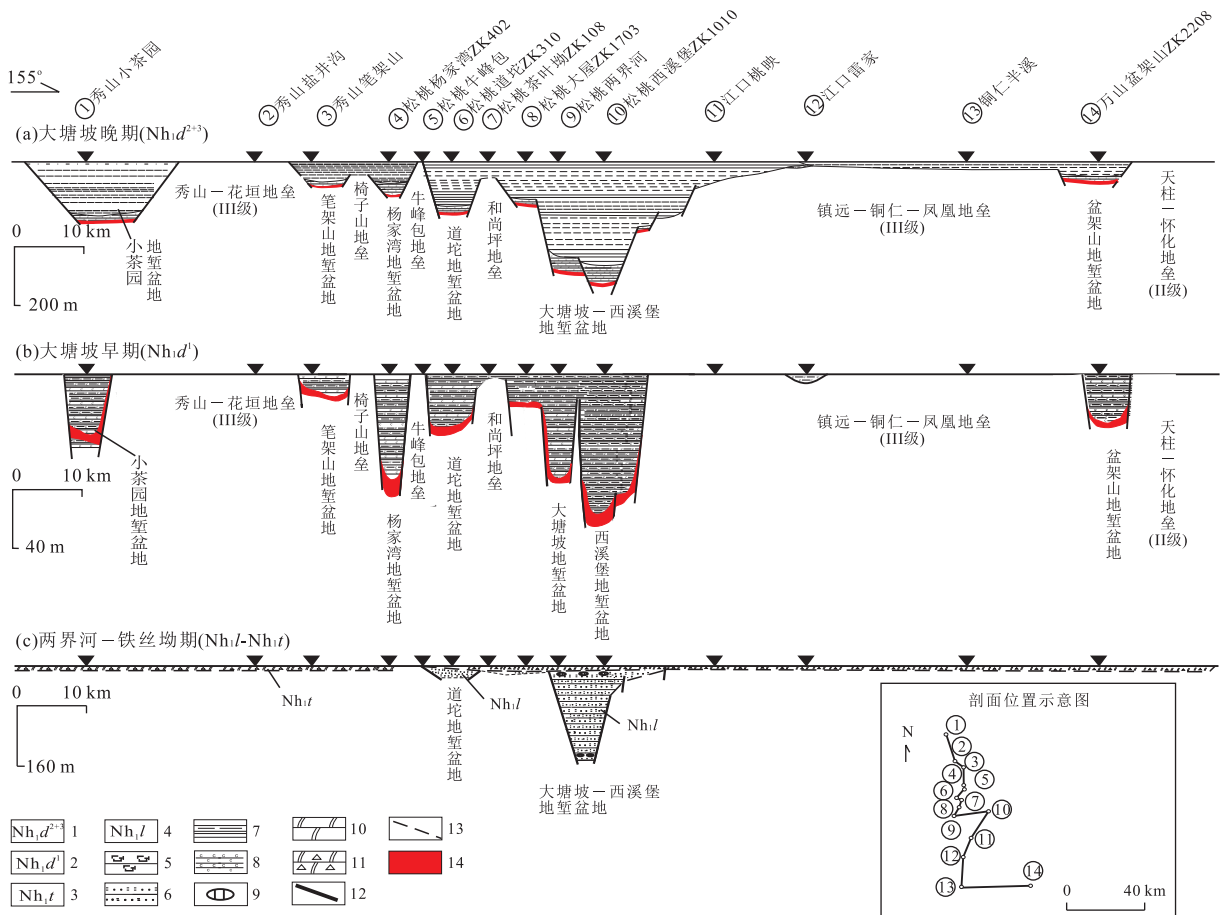 155°
①秀山小茶园
②秀山盐井沟
③秀山笔架山
④松桃杨家湾ZK402
⑤松桃牛峰包
⑥松桃道坨ZK310
⑦松桃茶叶坳ZK108
⑧松桃大屋ZK1703
⑨松桃两界河
⑩松桃西溪堡ZK1010
⑪江口桃映
⑫江口雷家
⑬铜仁半溪
⑭万山盆架山ZK2208
(a)大塘坡晚期(Nh₁d²⁺³)
秀山－花垣地垒
(III级)
笔架山地堑盆地
椅子山地垒
杨家湾地堑盆地
牛峰包地垒
道坨地堑盆地
和尚坪地垒
大塘坡－西溪堡
地堑盆地
镇远－铜仁－凤凰地垒
(III级)
盆架山地堑盆地
天柱－怀化地垒
(II级)
小茶园
地堑盆地
0 10 km
200 m
(b)大塘坡早期(Nh₁d¹)
秀山－花垣地垒
(III级)
小茶园地堑盆地
笔架山地堑盆地
椅子山地垒
杨家湾地堑盆地
牛峰包地垒
道坨地堑盆地
和尚坪地垒
大塘坡地堑盆地
西溪堡地堑盆地
镇远－铜仁－凤凰地垒
(III级)
盆架山地堑盆地
天柱－怀化地垒
(II级)
0 10 km
40 m
(c)两界河－铁丝坳期(Nh₁l-Nh₁t)
0 10 km
160 m
Nh₁t
道坨地堑盆地
Nh₁l
Nh₁l
大塘坡－西溪堡
地堑盆地
剖面位置示意图
N
①
②
③
④
⑤
⑥
⑦
⑧
⑩
⑨
⑪
⑫
⑬
⑭
0 40 km
Nh₁d²⁺³ 1
Nh₁l 4
7
10
13
Nh₁d¹ 2
5
8
11
14
Nh₁t 3
6
9
12